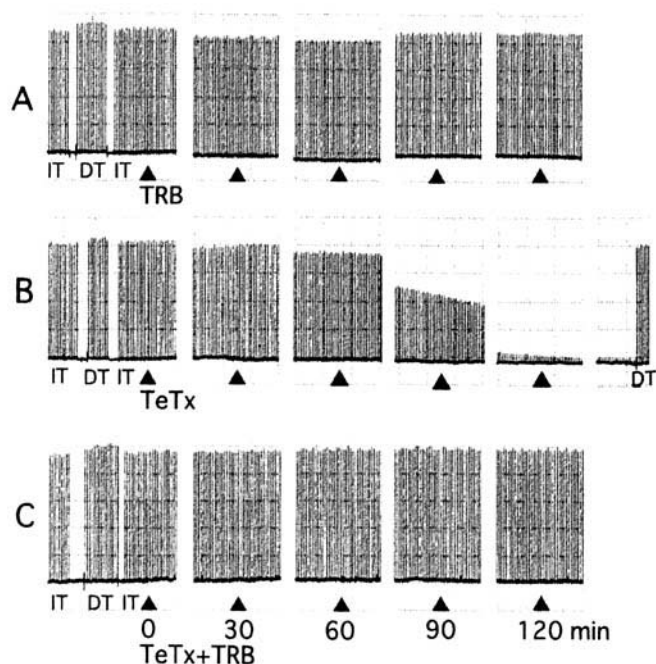 A
IT DT IT
TRB
B
IT DT IT DT
TeTx
C
IT DT IT
0 30 60 90 120 min
TeTx+TRB